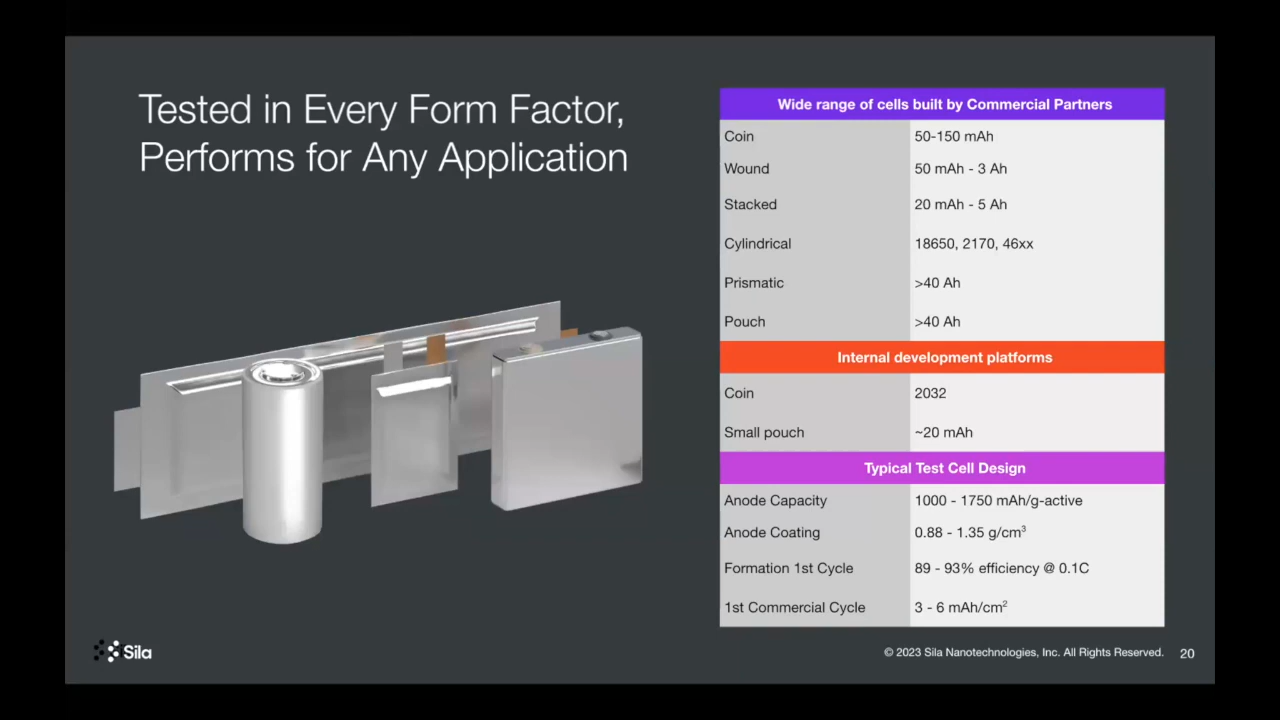 Tested in Every Form Factor,
Performs for Any Application
Wide range of cells built by Commercial Partners
Coin 50-150 mAh
Wound 50 mAh - 3 Ah
Stacked 20 mAh - 5 Ah
Cylindrical 18650, 2170, 46xx
Prismatic >40 Ah
Pouch >40 Ah
Internal development platforms
Coin 2032
Small pouch ~20 mAh
Typical Test Cell Design
Anode Capacity 1000 - 1750 mAh/g-active
Anode Coating 0.88 - 1.35 g/cm³
Formation 1st Cycle 89 - 93% efficiency @ 0.1C
1st Commercial Cycle 3 - 6 mAh/cm²
Sila
© 2023 Sila Nanotechnologies, Inc. All Rights Reserved. 20